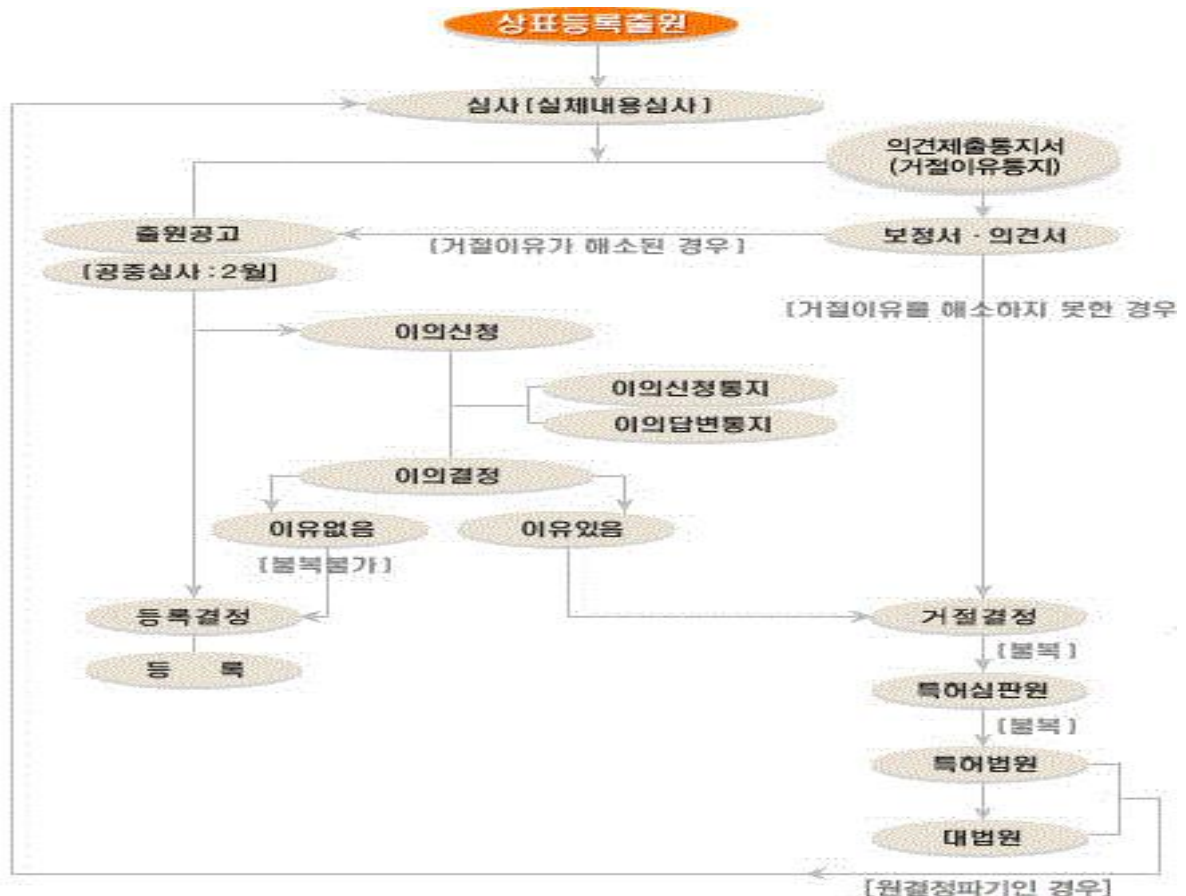 상표등록출원
심사 [실체내용심사]
의견제출통지서
(거절이유통지)
출원공고
보정서 · 의견서
[거절이유가 해소된 경우]
[공중심사 : 2월]
[거절이유를 해소하지 못한 경우
이의신청
이의신청통지
이의답변통지
이의결정
이유없음
이유있음
[불복불가]
등록결정
거절결정
[불복]
등 록
특허심판원
[불복]
특허법원
대법원
[원결정파기인 경우]